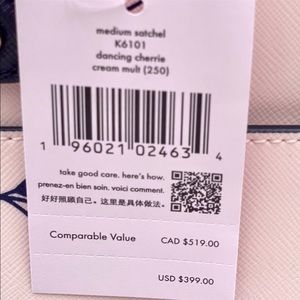 medium satchel
K6101
dancing cherrie
cream mult (250)
1 96021 02463 4
take good care. here's how.
prenez-en bien soin. voici comment.
好好照顾自己。这里是具体做法。
Comparable Value CAD $519.00
USD $399.00